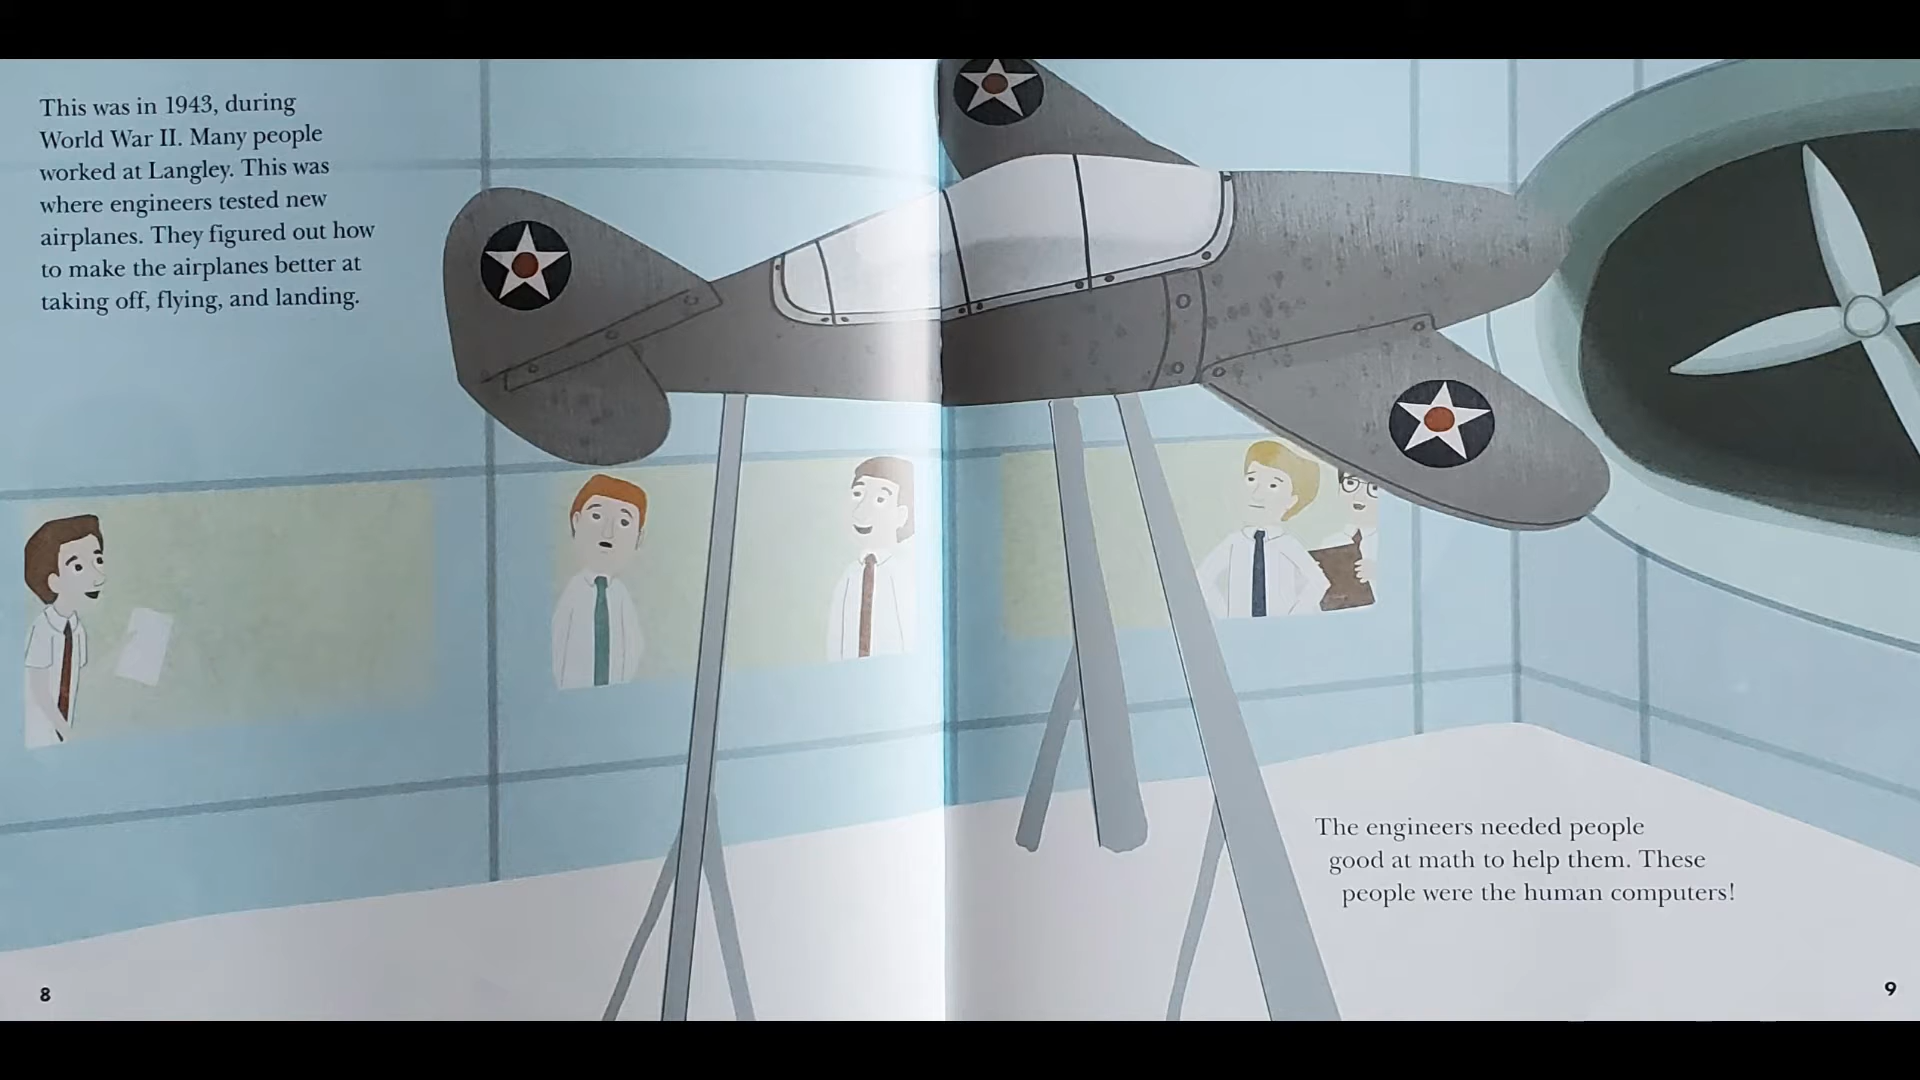 This was in 1943, during
World War II. Many people
worked at Langley. This was
where engineers tested new
airplanes. They figured out how
to make the airplanes better at
taking off, flying, and landing.
The engineers needed people
good at math to help them. These
people were the human computers!
8
9